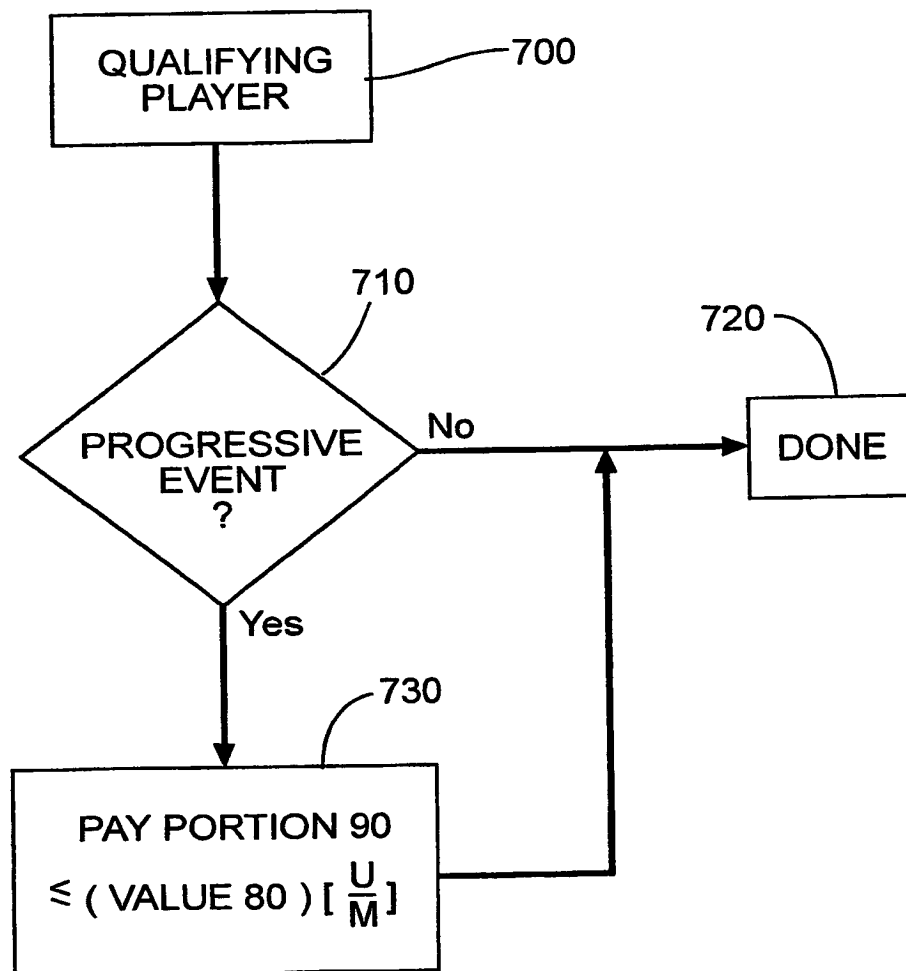 QUALIFYING
PLAYER
700
710
PROGRESSIVE
EVENT
?
No
720
DONE
Yes
730
PAY PORTION 90
≤ ( VALUE 80 ) [ U/M ]